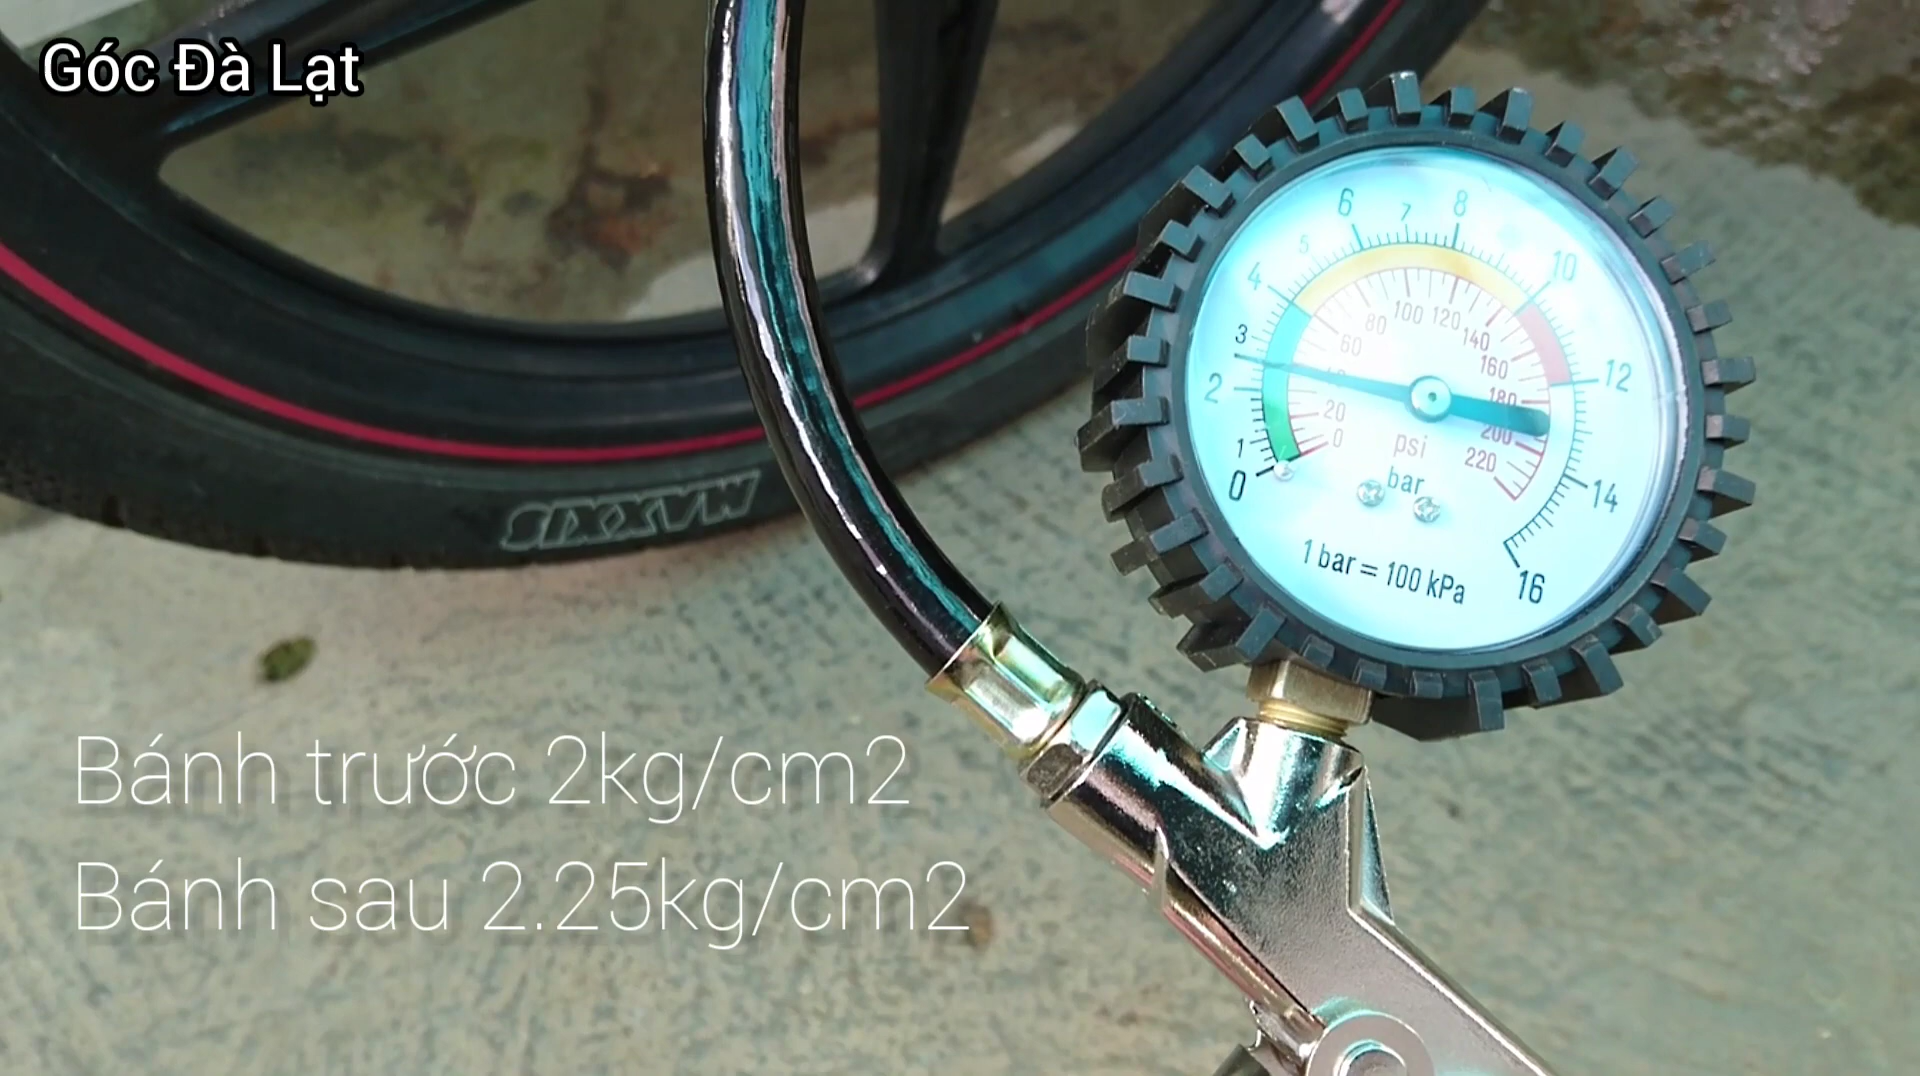 Góc Đà Lạt
6 7 8
5 10
4
3 12
2
1
0 14
16
80 100 120 140
60 160
180
20 200
0 220
psi
bar
1 bar = 100 kPa
MAXXIS
Bánh trước 2kg/cm2
Bánh sau 2.25kg/cm2